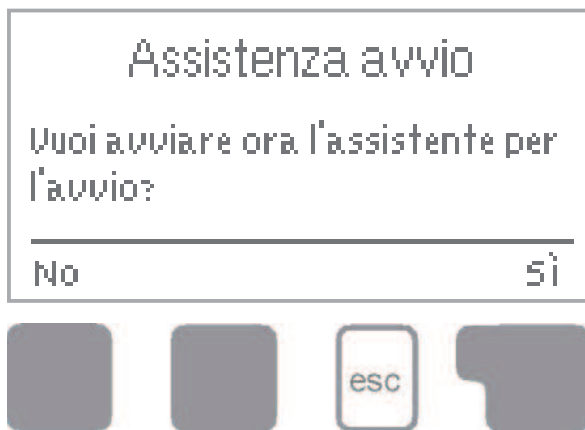 Assistenza avvio
Vuoi avviare ora l'assistente per
l'avvio?
No Sì
esc